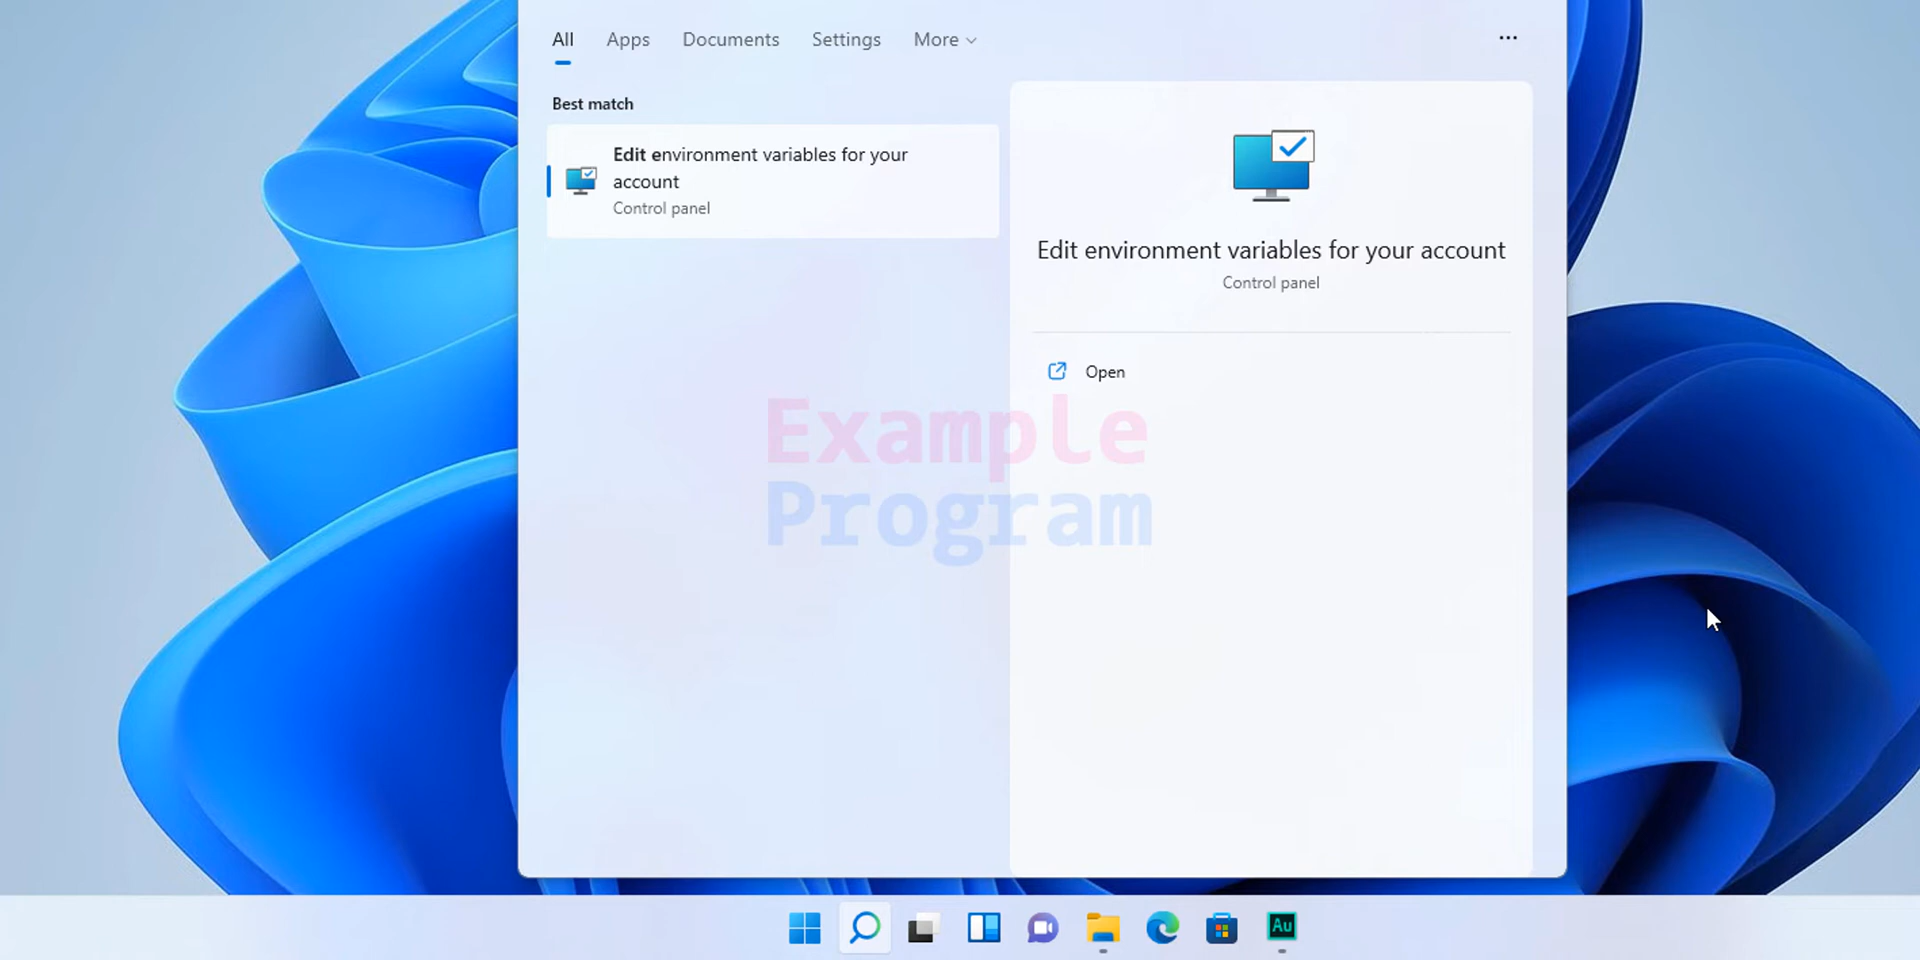 All Apps Documents Settings More
Best match
Edit environment variables for your
account
Control panel
Edit environment variables for your account
Control panel
Open
Example
Program
Au